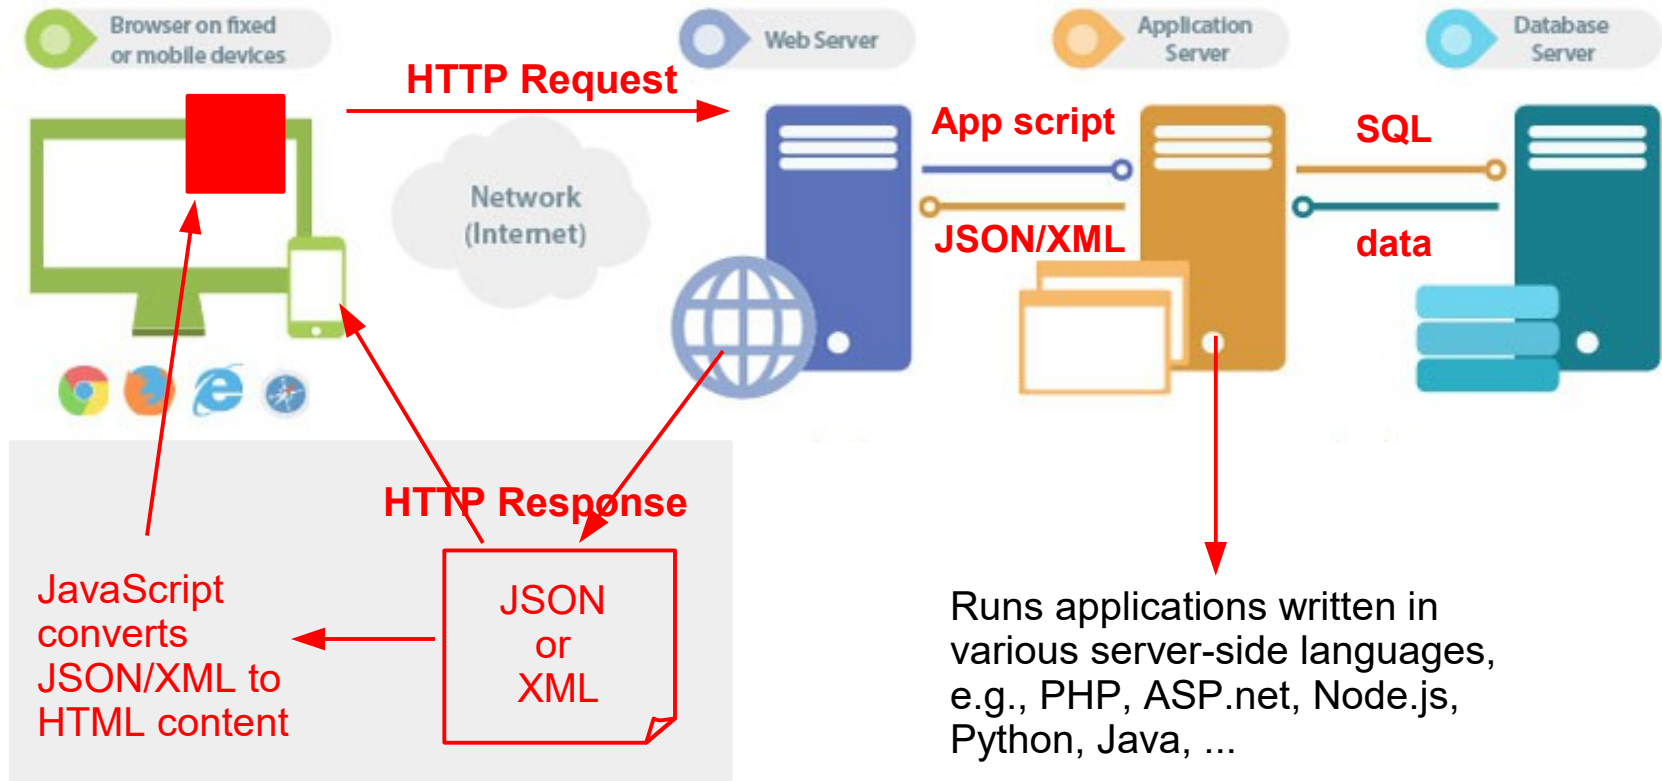 Browser on fixed
or mobile devices
Web Server
Application
Server
Database
Server
HTTP Request
App script
SQL
Network
(Internet)
JSON/XML
data
HTTP Response
JavaScript
converts
JSON/XML to
HTML content
JSON
or
XML
Runs applications written in
various server-side languages,
e.g., PHP, ASP.net, Node.js,
Python, Java, ...